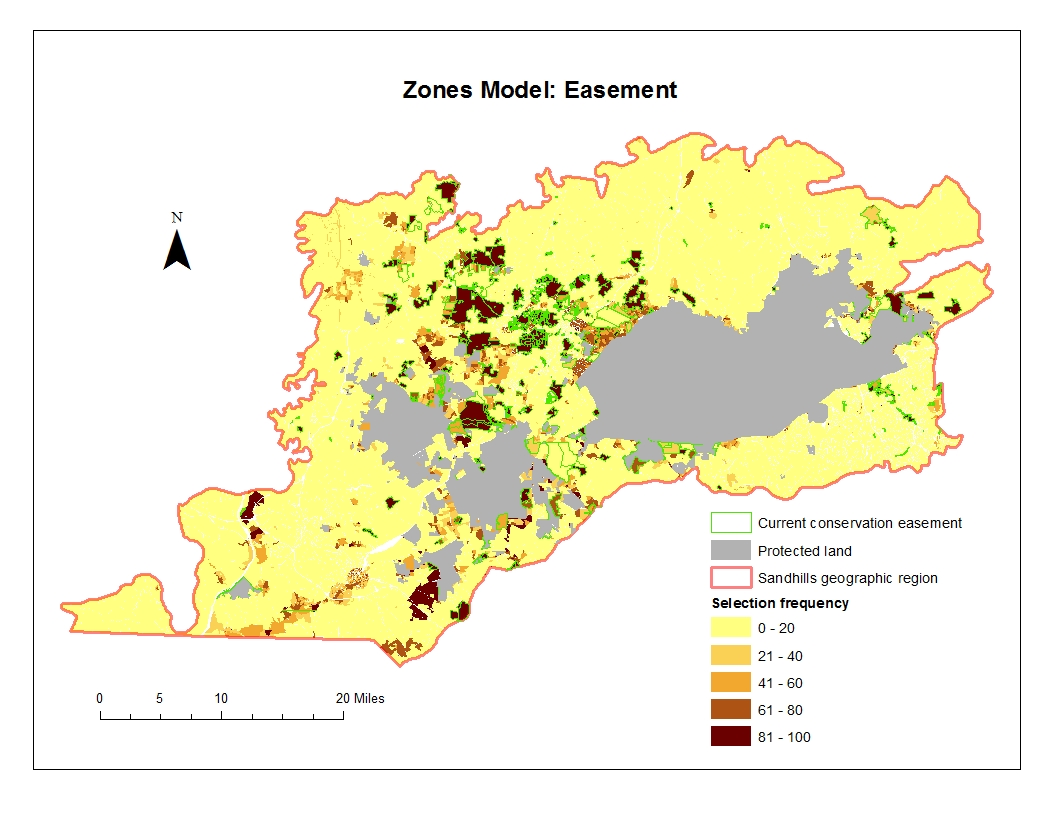 Zones Model: Easement
N
Current conservation easement
Protected land
Sandhills geographic region
Selection frequency
0 - 20
21 - 40
41 - 60
61 - 80
81 - 100
0 5 10 20 Miles